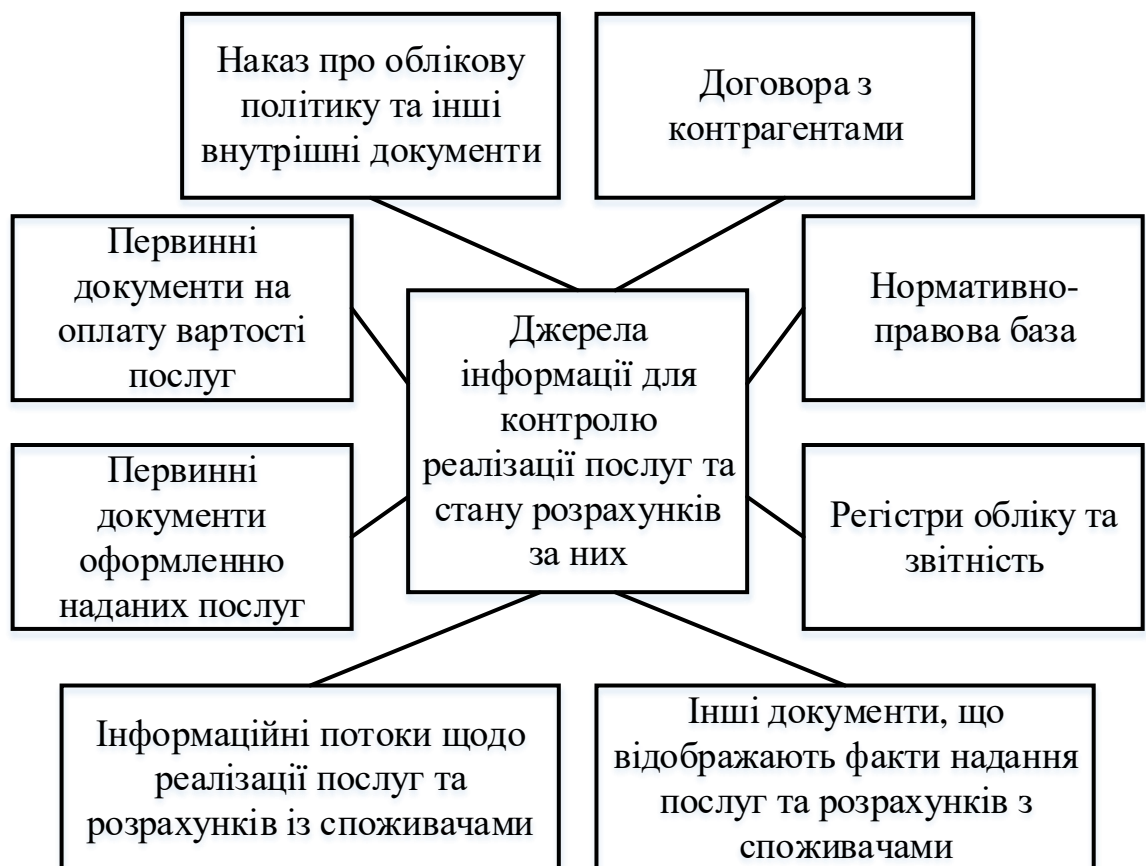 Наказ про облікову
політику та інші
внутрішні документи
Договора з
контрагентами
Первинні
документи на
оплату вартості
послуг
Джерела
інформації для
контролю
реалізації послуг та
стану розрахунків
за них
Нормативно-
правова база
Первинні
документи
оформленню
наданих послуг
Регістри обліку та
звітність
Інформаційні потоки щодо
реалізації послуг та
розрахунків із споживачами
Інші документи, що
відображають факти надання
послуг та розрахунків з
споживачами